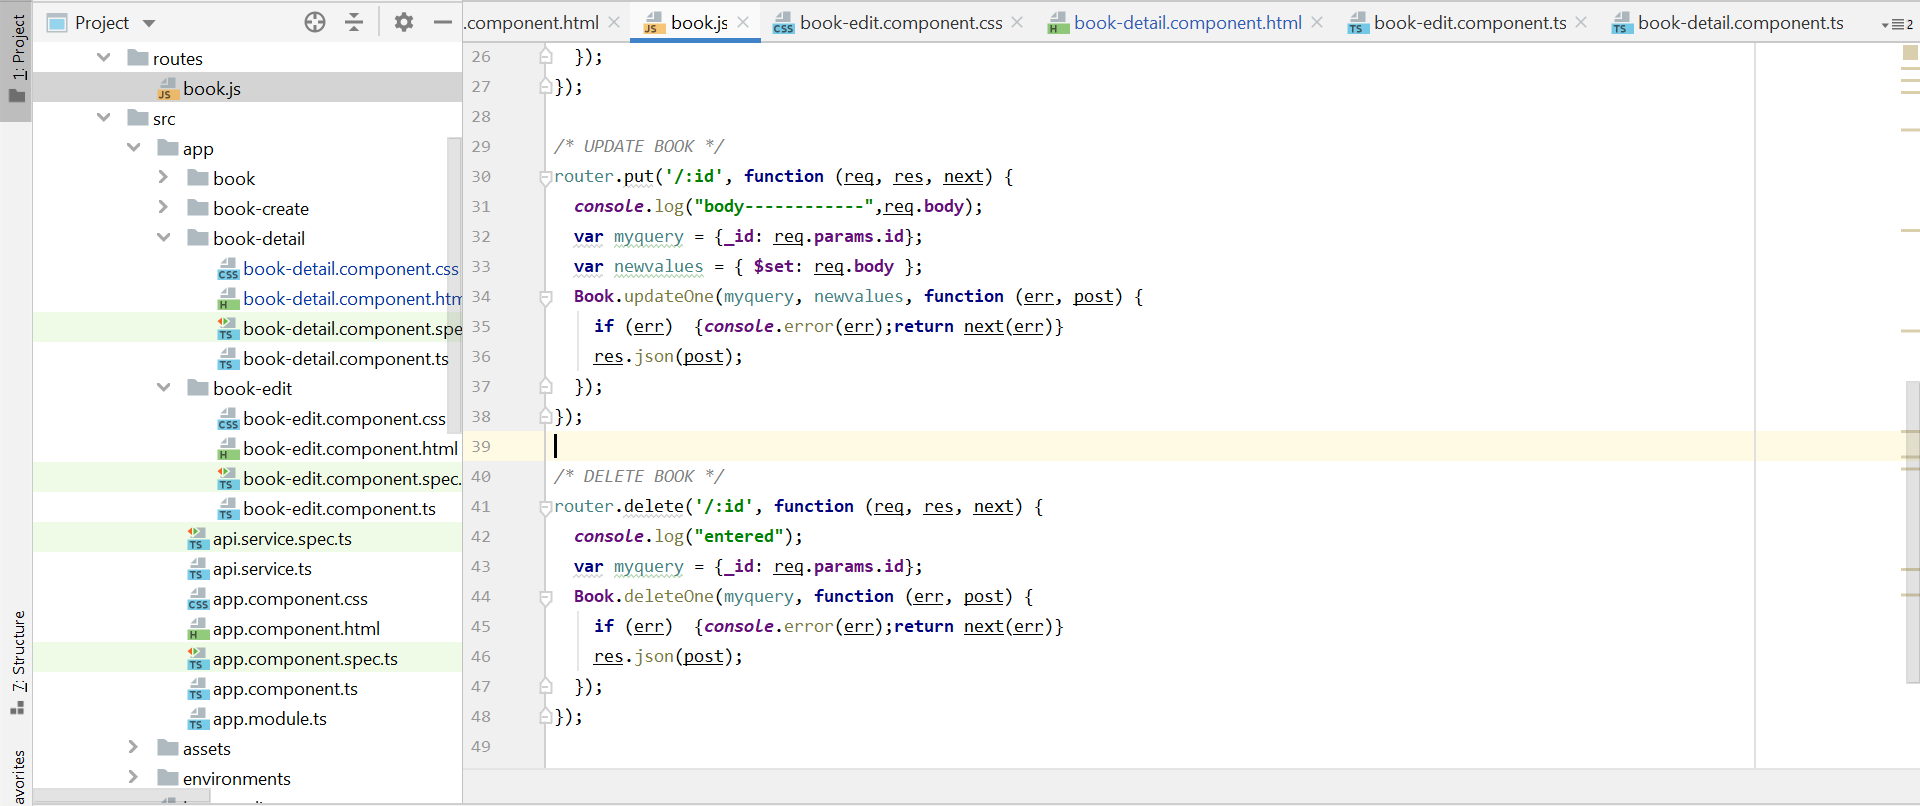 1: Project
7: Structure
avorites
Project
routes
book.js
src
app
book
book-create
book-detail
book-detail.component.css
book-detail.component.htm
book-detail.component.spe
book-detail.component.ts
book-edit
book-edit.component.css
book-edit.component.html
book-edit.component.spec.
book-edit.component.ts
api.service.spec.ts
api.service.ts
app.component.css
app.component.html
app.component.spec.ts
app.component.ts
app.module.ts
assets
environments
.component.html book.js book-edit.component.css book-detail.component.html book-edit.component.ts book-detail.component.ts 2
26 });
27 });
28
29 /* UPDATE BOOK */
30 router.put('/:id', function (req, res, next) {
31 console.log("body------------",req.body);
32 var myquery = {_id: req.params.id};
33 var newvalues = { $set: req.body };
34 Book.updateOne(myquery, newvalues, function (err, post) {
35 if (err)  {console.error(err);return next(err)}
36 res.json(post);
37 });
38 });
39
40 /* DELETE BOOK */
41 router.delete('/:id', function (req, res, next) {
42 console.log("entered");
43 var myquery = {_id: req.params.id};
44 Book.deleteOne(myquery, function (err, post) {
45 if (err)  {console.error(err);return next(err)}
46 res.json(post);
47 });
48 });
49